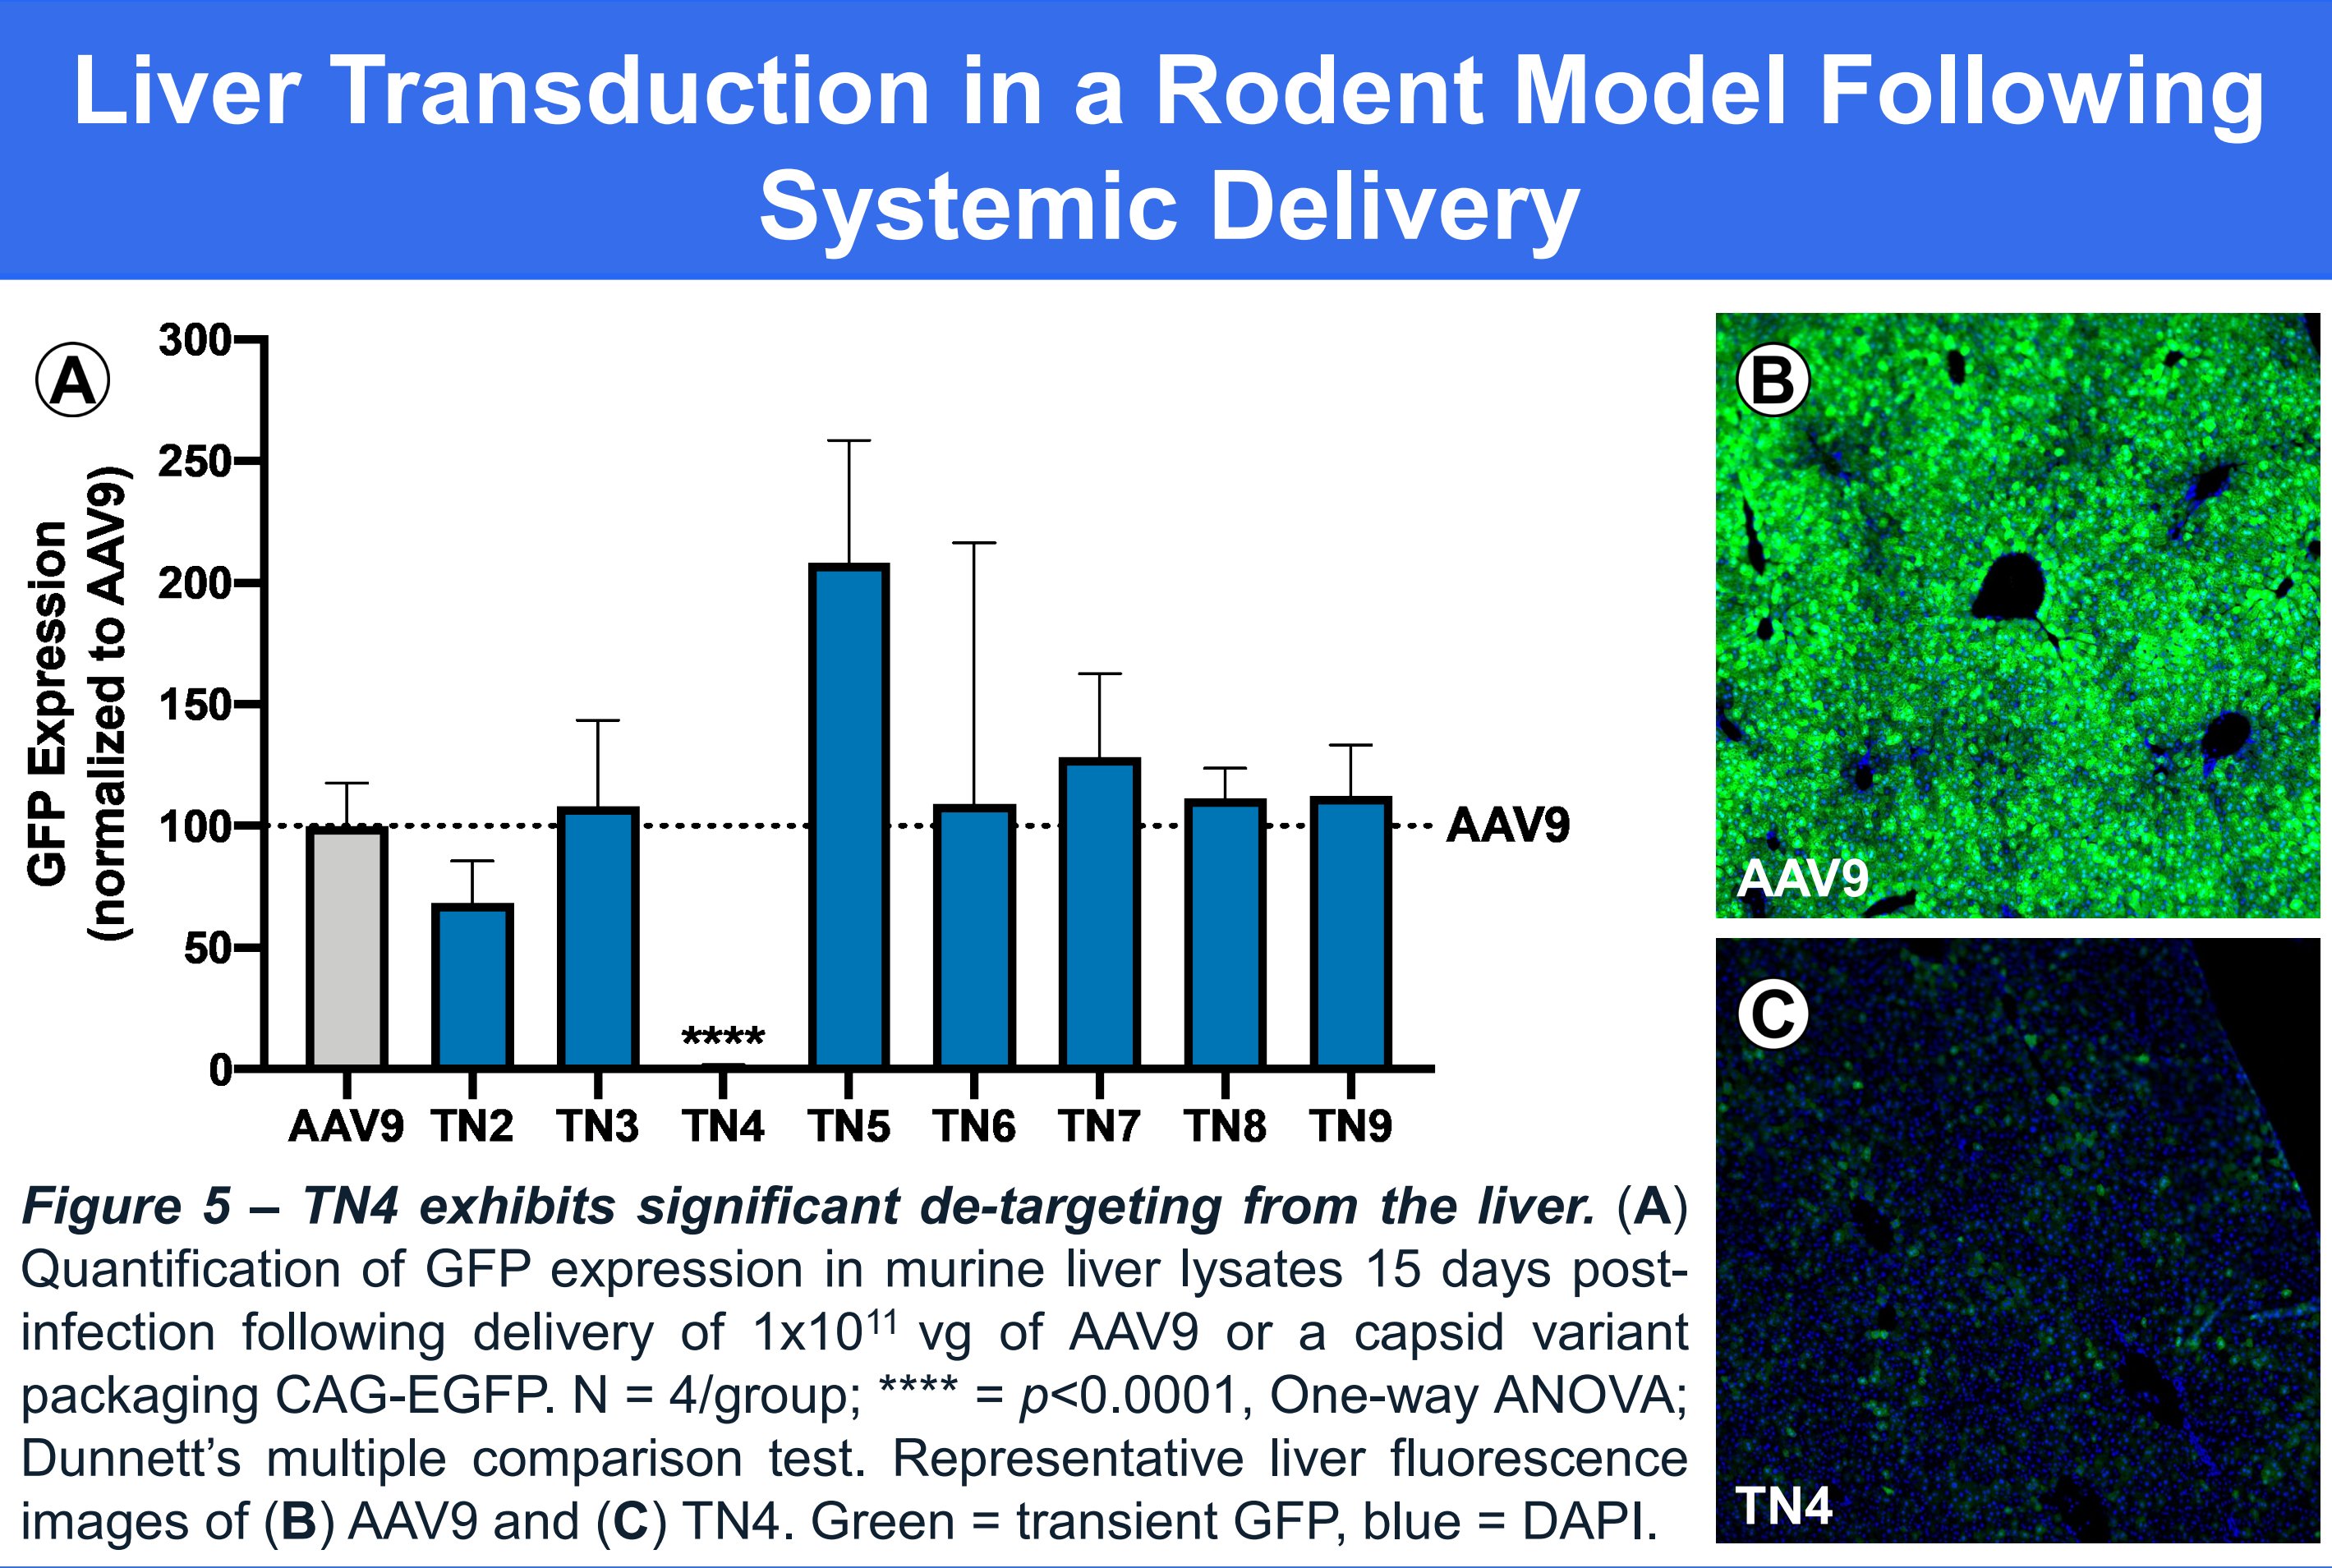 Liver Transduction in a Rodent Model Following
Systemic Delivery
A
GFP Expression
(normalized to AAV9)
300
250
200
150
100
50
0
****
AAV9
AAV9 TN2 TN3 TN4 TN5 TN6 TN7 TN8 TN9
B
AAV9
C
TN4
Figure 5 – TN4 exhibits significant de-targeting from the liver. (A)
Quantification of GFP expression in murine liver lysates 15 days post-
infection following delivery of 1x10¹¹ vg of AAV9 or a capsid variant
packaging CAG-EGFP. N = 4/group; **** = p<0.0001, One-way ANOVA;
Dunnett’s multiple comparison test. Representative liver fluorescence
images of (B) AAV9 and (C) TN4. Green = transient GFP, blue = DAPI.